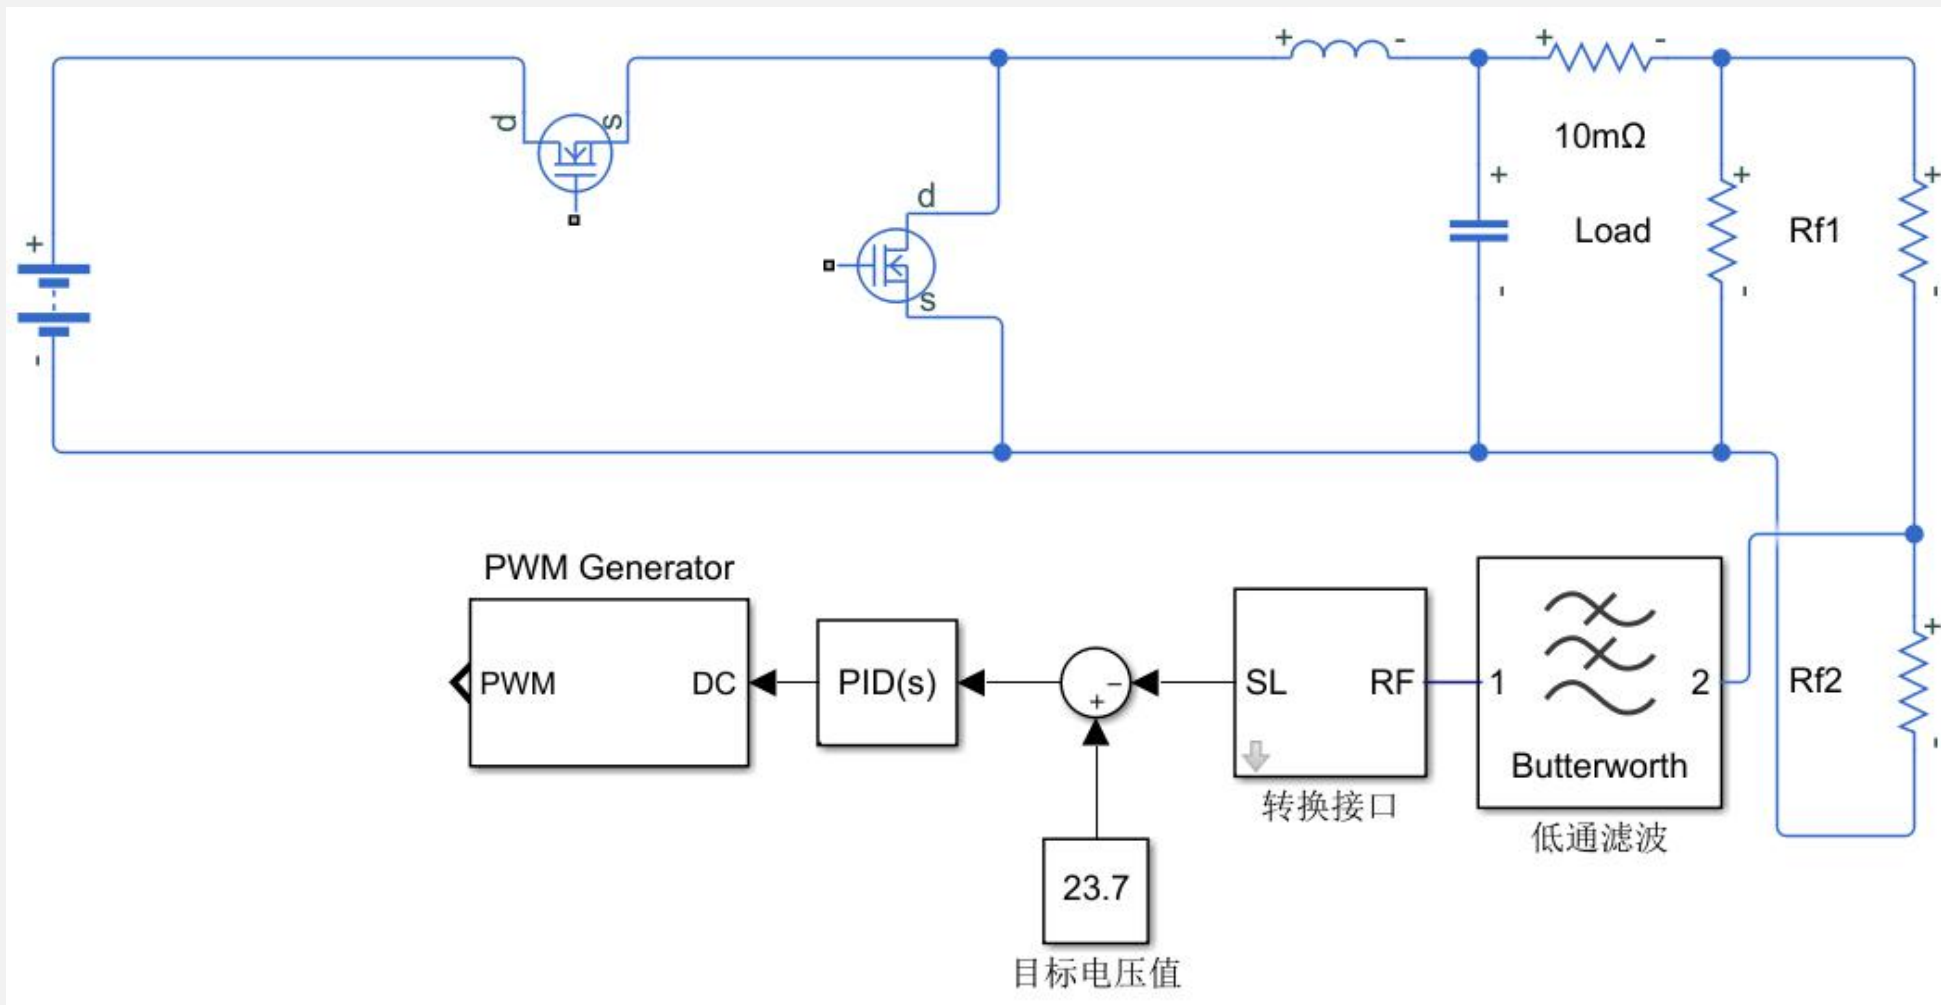 + -
+ -
d s
10mΩ
+ + +
d
Load
Rf1
+
s
- - -
-
PWM Generator
PWM DC
PID(s)
-
+
SL RF
1 2
Rf2
+
-
Butterworth
转换接口
低通滤波
23.7
目标电压值